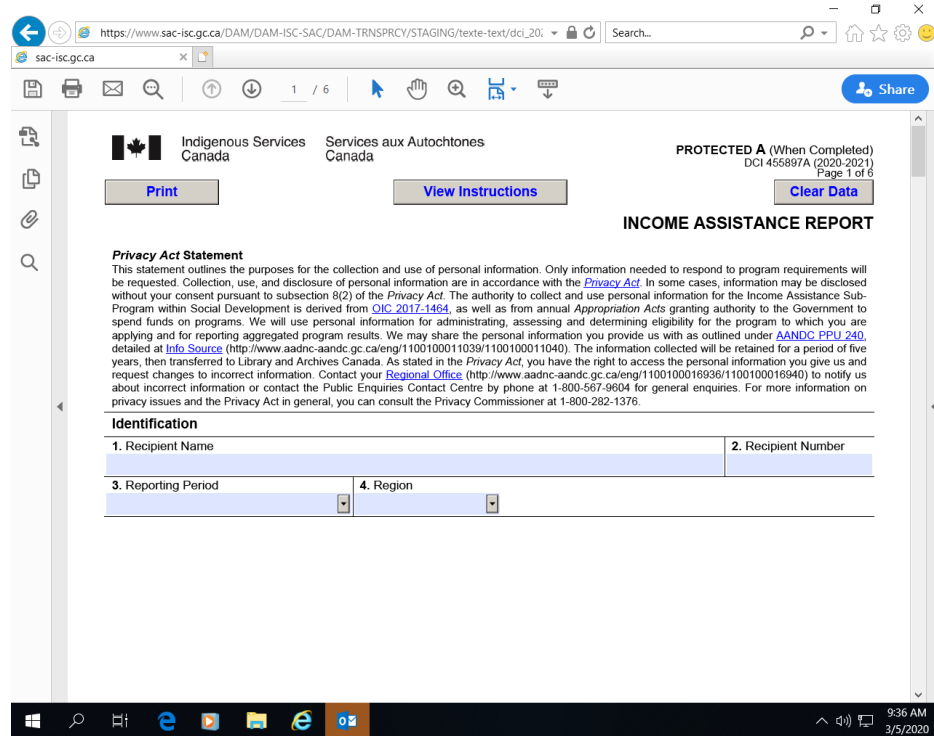 https://www.sac-isc.gc.ca/DAM/DAM-ISC-SAC/DAM-TRNSPRCY/STAGING/texte-text/dci_202
Search...
sac-isc.gc.ca
1 / 6
Share
Indigenous Services Canada
Services aux Autochtones Canada
PROTECTED A (When Completed)
DCI 455897A (2020-2021)
Page 1 of 6
Print
View Instructions
Clear Data
INCOME ASSISTANCE REPORT
Privacy Act Statement
This statement outlines the purposes for the collection and use of personal information. Only information needed to respond to program requirements will
be requested. Collection, use, and disclosure of personal information are in accordance with the Privacy Act. In some cases, information may be disclosed
without your consent pursuant to subsection 8(2) of the Privacy Act. The authority to collect and use personal information for the Income Assistance Sub-
Program within Social Development is derived from OIC 2017-1464, as well as from annual Appropriation Acts granting authority to the Government to
spend funds on programs. We will use personal information for administrating, assessing and determining eligibility for the program to which you are
applying and for reporting aggregated program results. We may share the personal information you provide us with as outlined under AANDC PPU 240,
detailed at Info Source (http://www.aadnc-aandc.gc.ca/eng/1100100011039/1100100011040). The information collected will be retained for a period of five
years, then transferred to Library and Archives Canada. As stated in the Privacy Act, you have the right to access the personal information you give us and
request changes to incorrect information. Contact your Regional Office (http://www.aadnc-aandc.gc.ca/eng/1100100016936/1100100016940) to notify us
about incorrect information or contact the Public Enquiries Contact Centre by phone at 1-800-567-9604 for general enquiries. For more information on
privacy issues and the Privacy Act in general, you can consult the Privacy Commissioner at 1-800-282-1376.
Identification
1. Recipient Name
2. Recipient Number
3. Reporting Period
4. Region
9:36 AM
3/5/2020